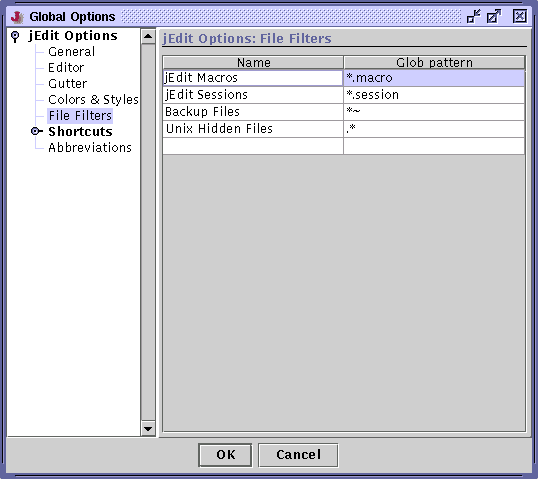 Global Options
jEdit Options
General
Editor
Gutter
Colors & Styles
File Filters
Shortcuts
Abbreviations
jEdit Options: File Filters
Name Glob pattern
jEdit Macros *.macro
jEdit Sessions *.session
Backup Files *~
Unix Hidden Files .*
OK Cancel